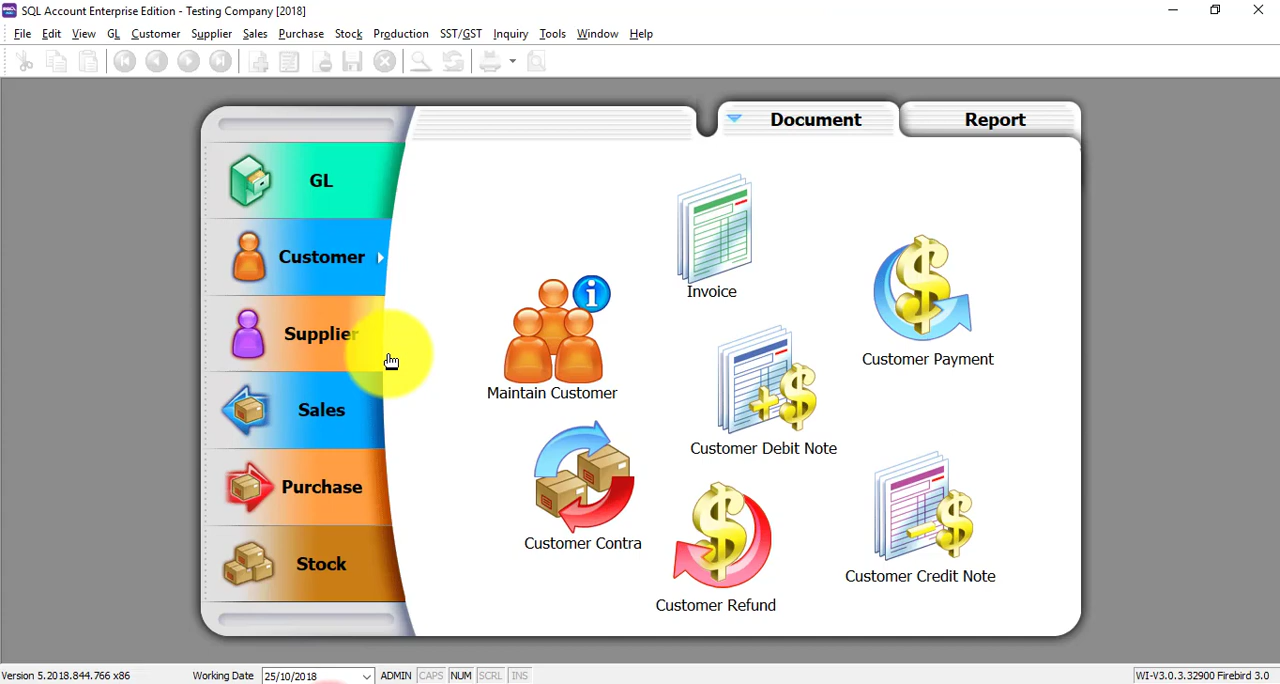 SQL Account Enterprise Edition - Testing Company [2018]
File Edit View GL Customer Supplier Sales Purchase Stock Production SST/GST Inquiry Tools Window Help
Document
Report
GL
Customer
Supplier
Sales
Purchase
Stock
Invoice
Customer Payment
Maintain Customer
Customer Debit Note
Customer Contra
Customer Credit Note
Customer Refund
Version 5.2018.844.766 x86 Working Date 25/10/2018 ADMIN CAPS NUM SCRL INS WI-V3.0.3.32900 Firebird 3.0